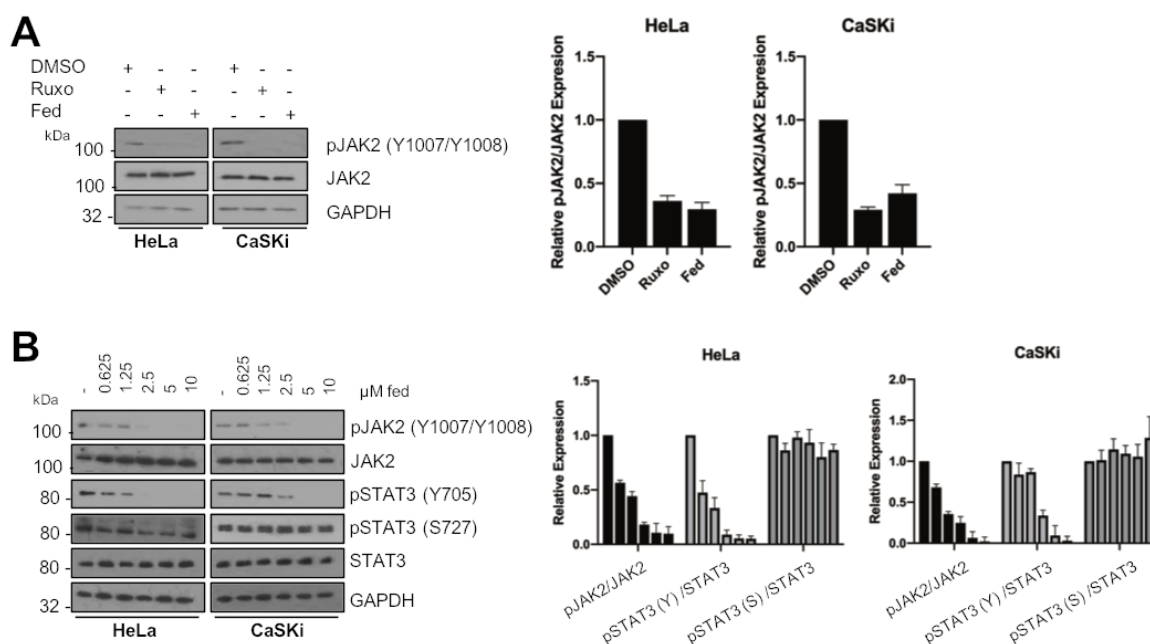 A
DMSO + - - + - -
Ruxo - + - - + -
Fed - - + - - +
kDa
100 pJAK2 (Y1007/Y1008)
100 JAK2
32 - GAPDH
HeLa CaSKi
HeLa
Relative pJAK2/JAK2 Expresion
1.5
1.0
0.5
0.0
DMSO Ruxo Fed
CaSKi
Relative pJAK2/JAK2 Expresion
1.5
1.0
0.5
0.0
DMSO Ruxo Fed
B
- 0.625 1.25 2.5 5 10 - 0.625 1.25 2.5 5 10 µM fed
kDa
100 - pJAK2 (Y1007/Y1008)
100 - JAK2
80 - pSTAT3 (Y705)
80 - pSTAT3 (S727)
80 - STAT3
32 - GAPDH
HeLa CaSKi
HeLa
Relative Expression
1.5
1.0
0.5
0.0
pJAK2/JAK2 pSTAT3 (Y) /STAT3 pSTAT3 (S) /STAT3
CaSKi
Relative Expression
2.0
1.5
1.0
0.5
0.0
pJAK2/JAK2 pSTAT3 (Y) /STAT3 pSTAT3 (S) /STAT3